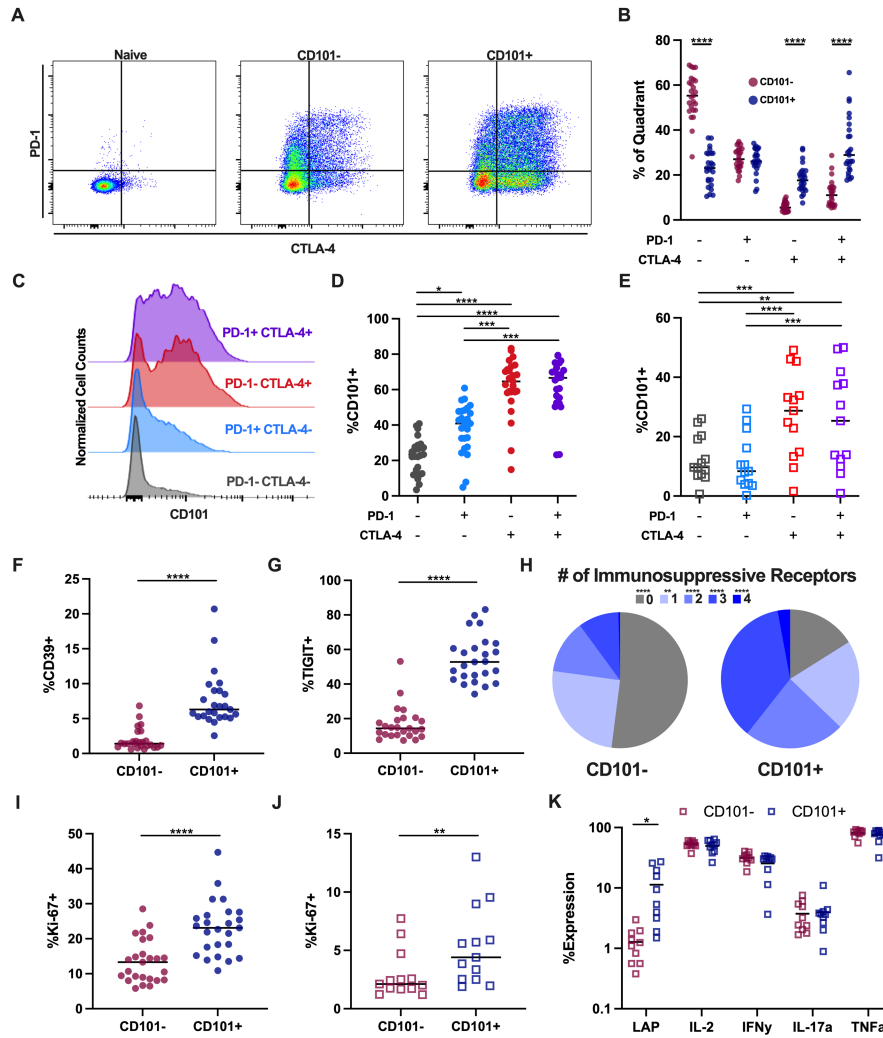 A
Naive
CD101-
CD101+
PD-1
CTLA-4
B
80
60
40
20
0
% of Quadrant
**** **** ****
CD101-
CD101+
PD-1 - + - +
CTLA-4 - - + +
C
Normalized Cell Counts
PD-1+ CTLA-4+
PD-1- CTLA-4+
PD-1+ CTLA-4-
PD-1- CTLA-4-
CD101
D
*
****
****
***
***
100
80
60
40
20
0
%CD101+
PD-1 - + - +
CTLA-4 - - + +
E
***
**
****
***
60
40
20
0
%CD101+
PD-1 - + - +
CTLA-4 - - + +
F
****
25
20
15
10
5
0
%CD39+
CD101- CD101+
G
****
100
80
60
40
20
0
%TIGIT+
CD101- CD101+
H
# of Immunosuppressive Receptors
**** ** **** **** ****
0 1 2 3 4
CD101- CD101+
I
****
50
40
30
20
10
0
%Ki-67+
CD101- CD101+
J
**
15
10
5
0
%Ki-67+
CD101- CD101+
K
CD101- CD101+
*
100
10
1
0.1
%Expression
LAP IL-2 IFNy IL-17a TNFa